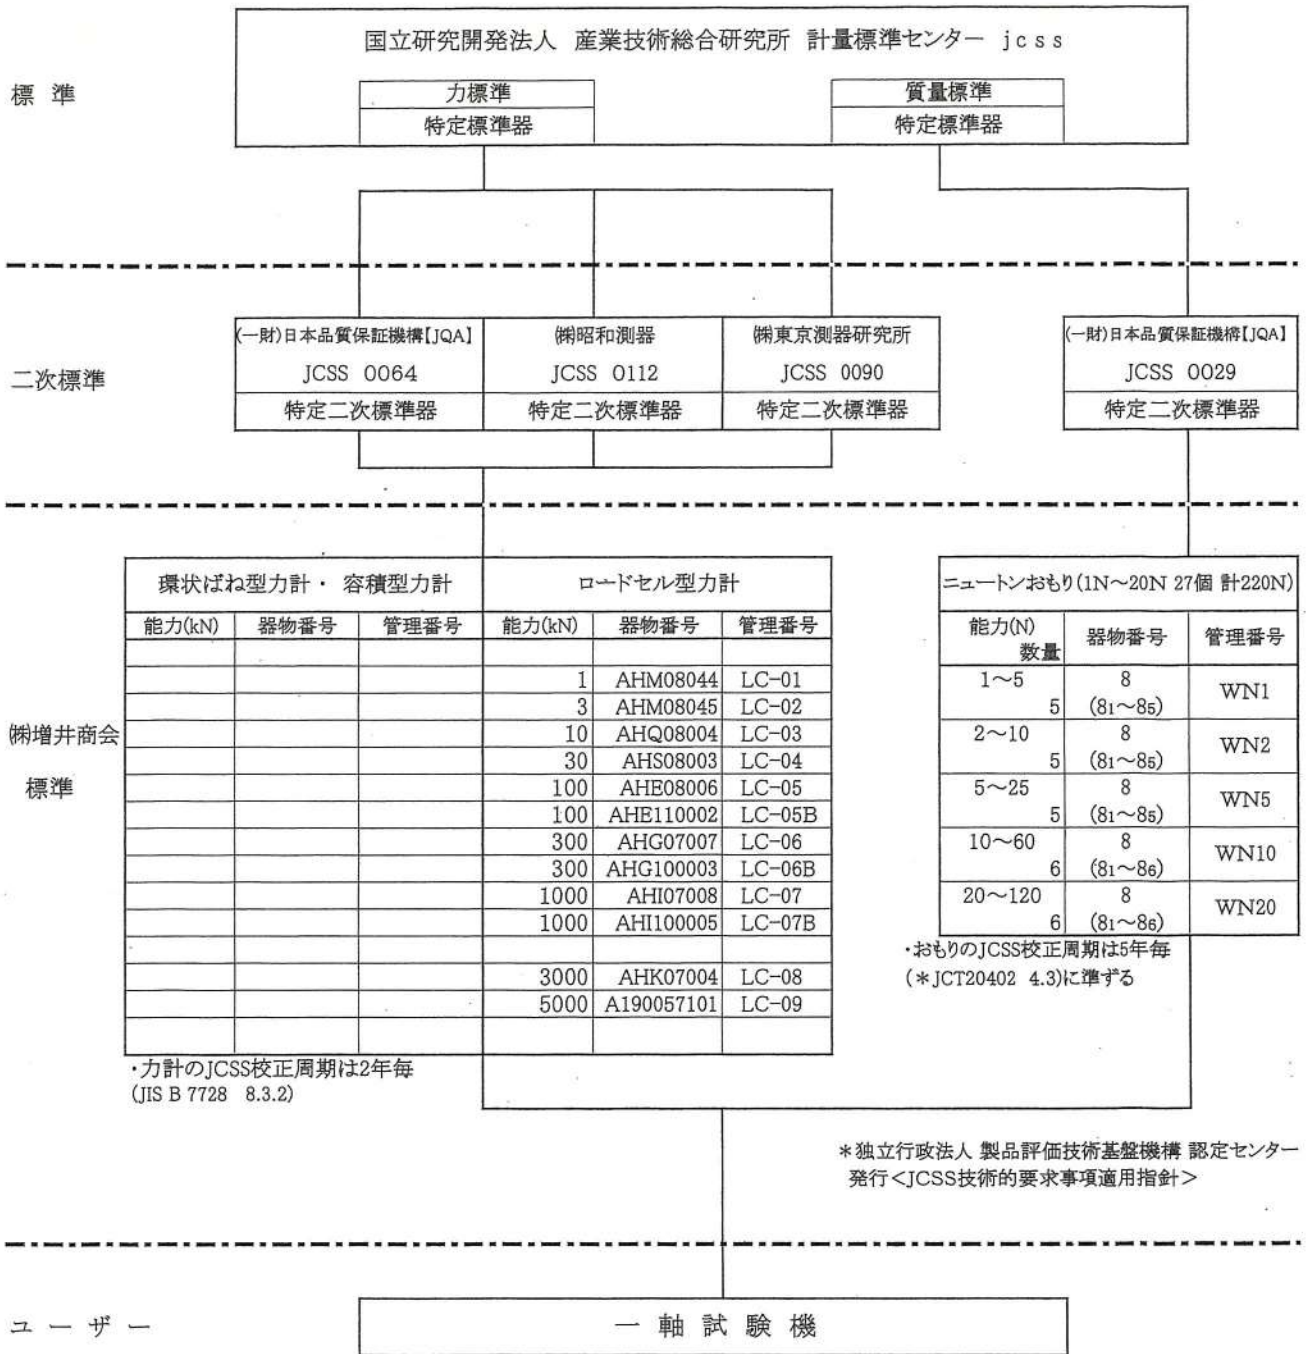 国立研究開発法人 産業技術総合研究所 計量標準センター jcss
標準
力標準
質量標準
特定標準器
特定標準器
(一財)日本品質保証機構【JQA】
㈱昭和測器
㈱東京測器研究所
(一財)日本品質保証機構【JQA】
二次標準
JCSS 0064
JCSS 0112
JCSS 0090
JCSS 0029
特定二次標準器
特定二次標準器
特定二次標準器
特定二次標準器
環状ばね型力計・ 容積型力計
ロードセル型力計
能力(kN) 器物番号 管理番号 能力(kN) 器物番号 管理番号
1 AHM08044 LC-01
3 AHM08045 LC-02
10 AHQ08004 LC-03
30 AHS08003 LC-04
100 AHE08006 LC-05
100 AHE110002 LC-05B
300 AHG07007 LC-06
300 AHG100003 LC-06B
1000 AHI07008 LC-07
1000 AHI100005 LC-07B
3000 AHK07004 LC-08
5000 A190057101 LC-09
㈱増井商会
標準
・力計のJCSS校正周期は2年毎
(JIS B 7728 8.3.2)
ニュートンおもり(1N～20N 27個 計220N)
能力(N) 器物番号 管理番号
数量
1～5 8 WN1
5 (81～85)
2～10 8 WN2
5 (81～85)
5～25 8 WN5
5 (81～85)
10～60 8 WN10
6 (81～86)
20～120 8 WN20
6 (81～86)
・おもりのJCSS校正周期は5年毎
(＊JCT20402 4.3)に準ずる
＊独立行政法人 製品評価技術基盤機構 認定センター
発行＜JCSS技術的要求事項適用指針＞
ユーザー
一軸試験機